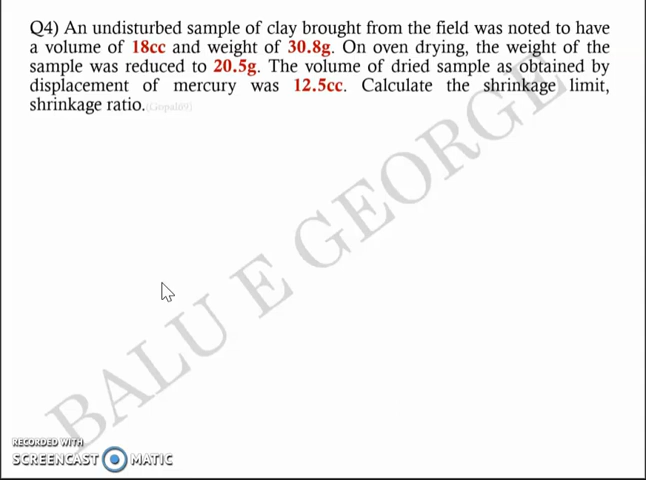 Q4) An undisturbed sample of clay brought from the field was noted to have
a volume of 18cc and weight of 30.8g. On oven drying, the weight of the
sample was reduced to 20.5g. The volume of dried sample as obtained by
displacement of mercury was 12.5cc. Calculate the shrinkage limit,
shrinkage ratio. (Gopal69)
BALU E GEORGE
RECORDED WITH
SCREENCAST MATIC